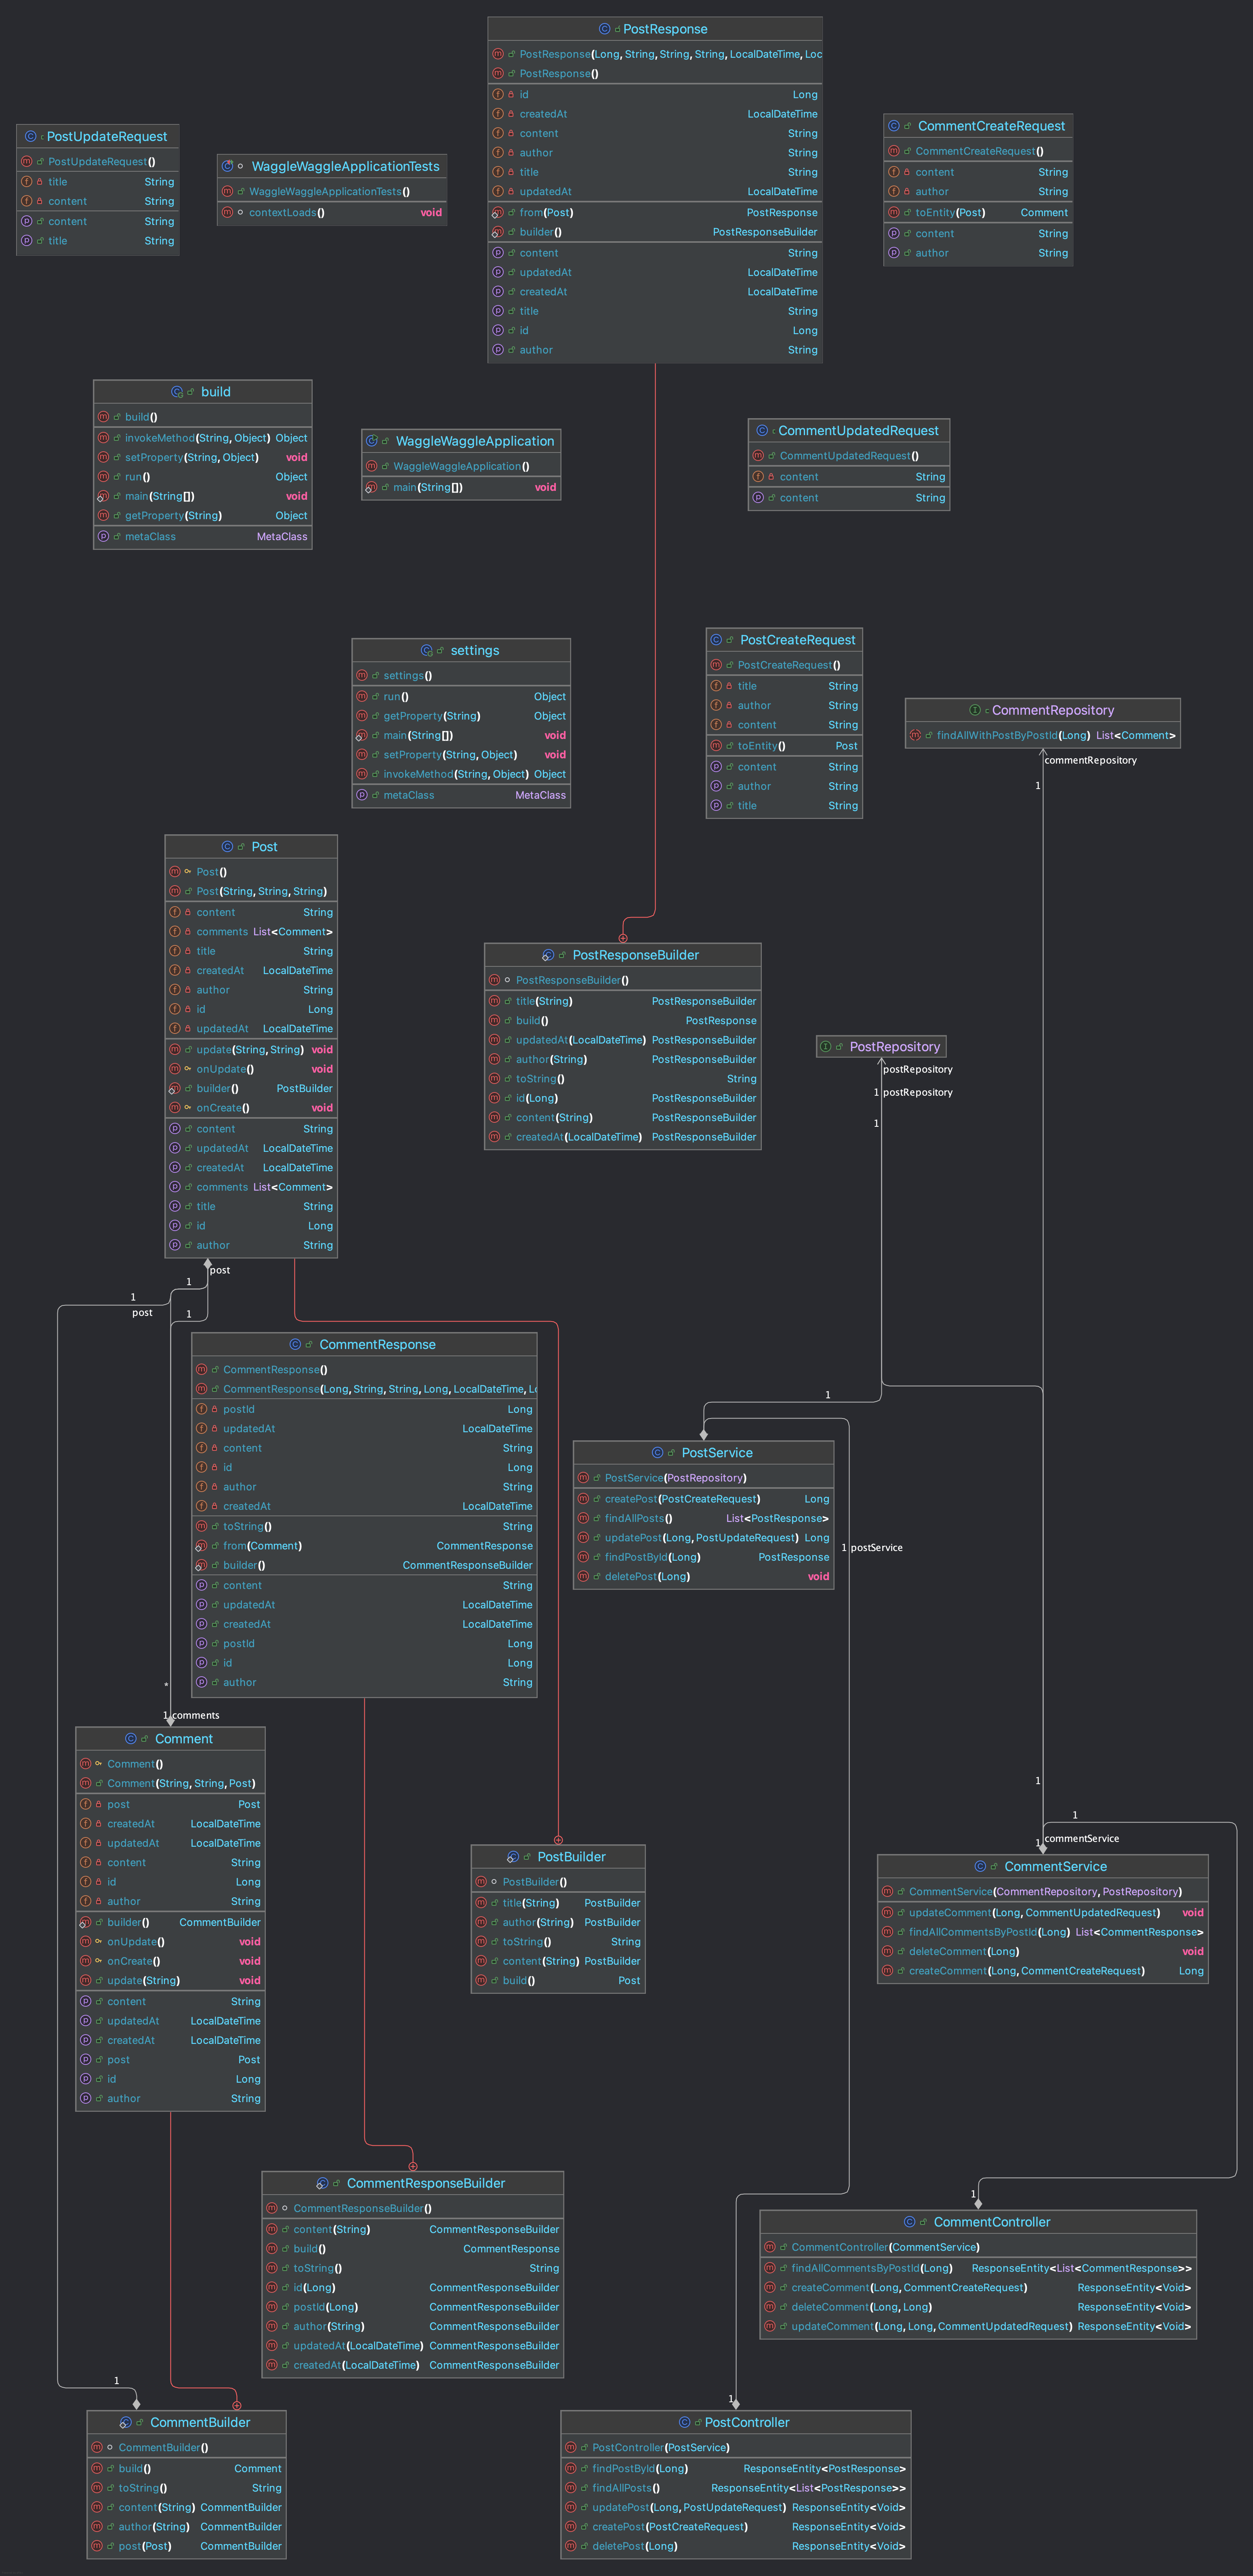 PostResponse
PostResponse(Long, String, String, String, LocalDateTime, Loc
PostResponse()
id Long
createdAt LocalDateTime
content String
author String
title String
updatedAt LocalDateTime
from(Post) PostResponse
builder() PostResponseBuilder
content String
updatedAt LocalDateTime
createdAt LocalDateTime
title String
id Long
author String
PostUpdateRequest
PostUpdateRequest()
title String
content String
content String
title String
WaggleWaggleApplicationTests
WaggleWaggleApplicationTests()
contextLoads() void
CommentCreateRequest
CommentCreateRequest()
content String
author String
toEntity(Post) Comment
content String
author String
build
build()
invokeMethod(String, Object) Object
setProperty(String, Object) void
run() Object
main(String[]) void
getProperty(String) Object
metaClass MetaClass
WaggleWaggleApplication
WaggleWaggleApplication()
main(String[]) void
CommentUpdatedRequest
CommentUpdatedRequest()
content String
content String
settings
settings()
run() Object
getProperty(String) Object
main(String[]) void
setProperty(String, Object) void
invokeMethod(String, Object) Object
metaClass MetaClass
PostCreateRequest
PostCreateRequest()
title String
author String
content String
toEntity() Post
content String
author String
title String
CommentRepository
findAllWithPostByPostId(Long) List<Comment>
commentRepository
1
Post
Post()
Post(String, String, String)
content String
comments List<Comment>
title String
createdAt LocalDateTime
author String
id Long
updatedAt LocalDateTime
update(String, String) void
onUpdate() void
builder() PostBuilder
onCreate() void
content String
updatedAt LocalDateTime
createdAt LocalDateTime
comments List<Comment>
title String
id Long
author String
PostResponseBuilder
PostResponseBuilder()
title(String) PostResponseBuilder
build() PostResponse
updatedAt(LocalDateTime) PostResponseBuilder
author(String) PostResponseBuilder
toString() String
id(Long) PostResponseBuilder
content(String) PostResponseBuilder
createdAt(LocalDateTime) PostResponseBuilder
PostRepository
postRepository
1 postRepository
1
post
1
1
post
1
CommentResponse
CommentResponse()
CommentResponse(Long, String, String, Long, LocalDateTime, L
postId Long
updatedAt LocalDateTime
content String
id Long
author String
createdAt LocalDateTime
toString() String
from(Comment) CommentResponse
builder() CommentResponseBuilder
content String
updatedAt LocalDateTime
createdAt LocalDateTime
postId Long
id Long
author String
1
PostService
PostService(PostRepository)
createPost(PostCreateRequest) Long
findAllPosts() List<PostResponse>
updatePost(Long, PostUpdateRequest) Long
findPostById(Long) PostResponse
deletePost(Long) void
1 postService
*
1 comments
Comment
Comment()
Comment(String, String, Post)
post Post
createdAt LocalDateTime
updatedAt LocalDateTime
content String
id Long
author String
builder() CommentBuilder
onUpdate() void
onCreate() void
update(String) void
content String
updatedAt LocalDateTime
createdAt LocalDateTime
post Post
id Long
author String
PostBuilder
PostBuilder()
title(String) PostBuilder
author(String) PostBuilder
toString() String
content(String) PostBuilder
build() Post
1
1
1 commentService
CommentService
CommentService(CommentRepository, PostRepository)
updateComment(Long, CommentUpdatedRequest) void
findAllCommentsByPostId(Long) List<CommentResponse>
deleteComment(Long) void
createComment(Long, CommentCreateRequest) Long
CommentResponseBuilder
CommentResponseBuilder()
content(String) CommentResponseBuilder
build() CommentResponse
toString() String
id(Long) CommentResponseBuilder
postId(Long) CommentResponseBuilder
author(String) CommentResponseBuilder
updatedAt(LocalDateTime) CommentResponseBuilder
createdAt(LocalDateTime) CommentResponseBuilder
1
CommentController
CommentController(CommentService)
findAllCommentsByPostId(Long) ResponseEntity<List<CommentResponse>>
createComment(Long, CommentCreateRequest) ResponseEntity<Void>
deleteComment(Long, Long) ResponseEntity<Void>
updateComment(Long, Long, CommentUpdatedRequest) ResponseEntity<Void>
1
CommentBuilder
CommentBuilder()
build() Comment
toString() String
content(String) CommentBuilder
author(String) CommentBuilder
post(Post) CommentBuilder
1
PostController
PostController(PostService)
findPostById(Long) ResponseEntity<PostResponse>
findAllPosts() ResponseEntity<List<PostResponse>>
updatePost(Long, PostUpdateRequest) ResponseEntity<Void>
createPost(PostCreateRequest) ResponseEntity<Void>
deletePost(Long) ResponseEntity<Void>